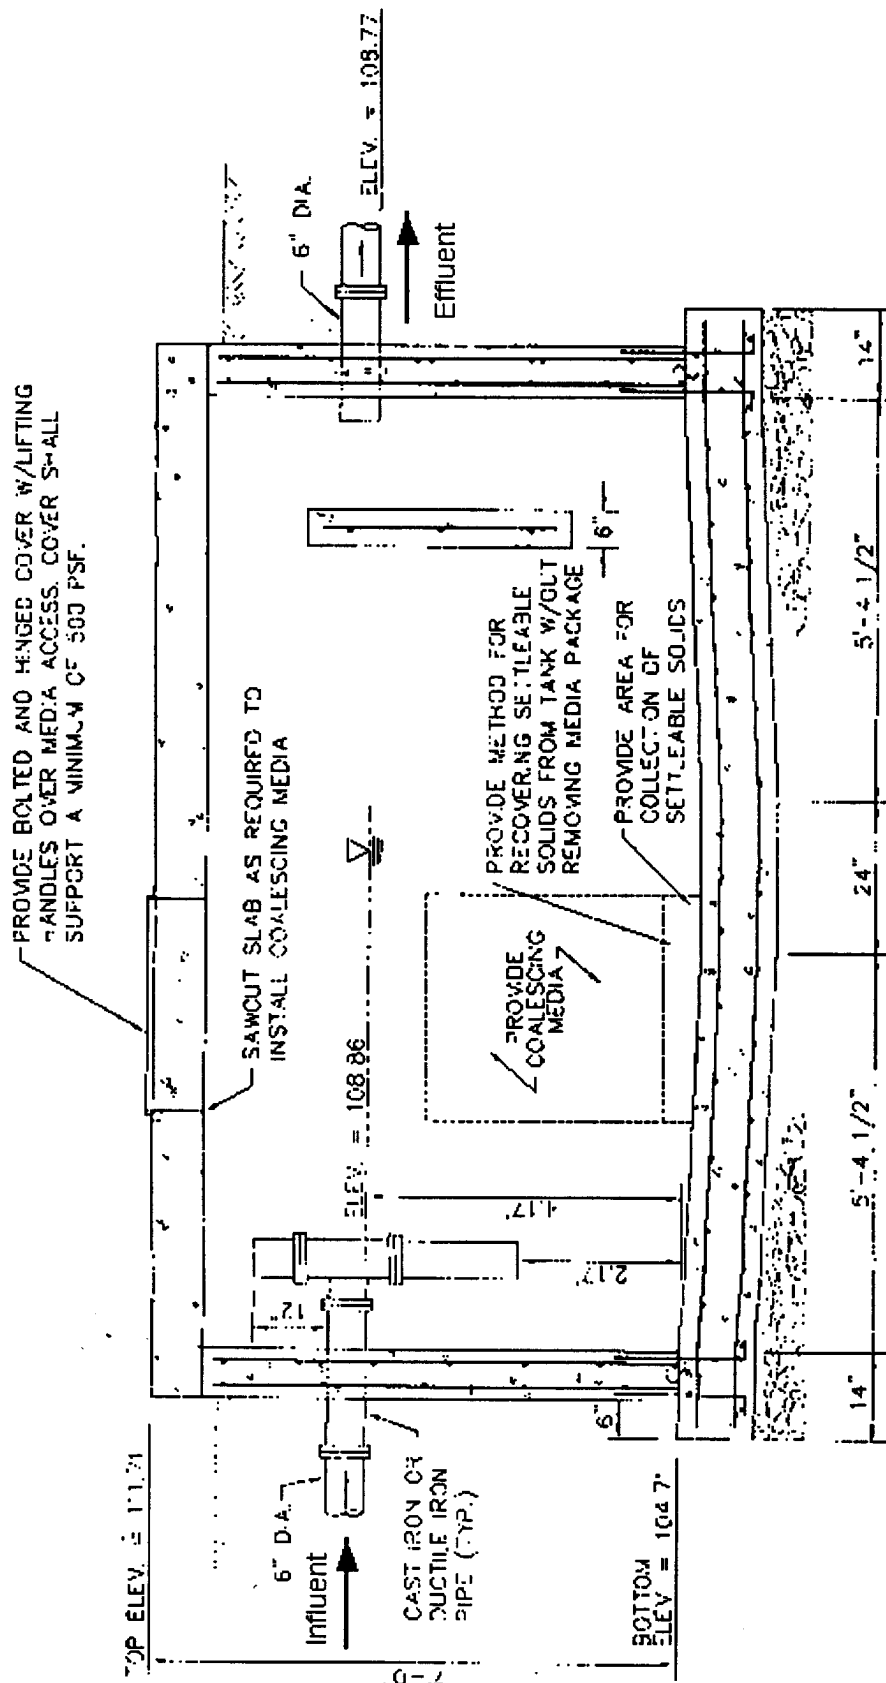 PROVIDE BOLTED AND HINGED COVER W/LIFTING
HANDLES OVER MEDIA ACCESS. COVER SHALL
SUPPORT A MINIMUM OF 500 PSF.
SAWCUT SLAB AS REQUIRED TO
INSTALL COALESCING MEDIA
TOP ELEV. =
6" DIA.
Influent
CAST IRON OR
DUCTILE IRON
PIPE (TYP.)
BOTTOM
ELEV =
12"
ELEV. = 108.86
4.17'
2.17'
6"
PROVIDE
COALESCING
MEDIA
PROVIDE METHOD FOR
RECOVERING SETTLEABLE
SOLIDS FROM TANK W/OUT
REMOVING MEDIA PACKAGE
PROVIDE AREA FOR
COLLECTION OF
SETTLEABLE SOLIDS
6"
6" DIA.
ELEV. = 108.77
Effluent
14"
5'-4 1/2"
24"
5'-4 1/2"
14"